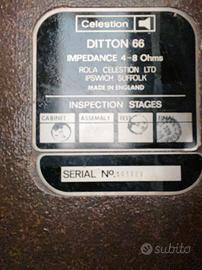 Celestion
DITTON 66
IMPEDANCE 4-8 Ohms
ROLA CELESTION LTD
IPSWICH SUFFOLK
MADE IN ENGLAND
INSPECTION STAGES
CABINET ASSEMBLY TEST FINAL
SERIAL No.
subito